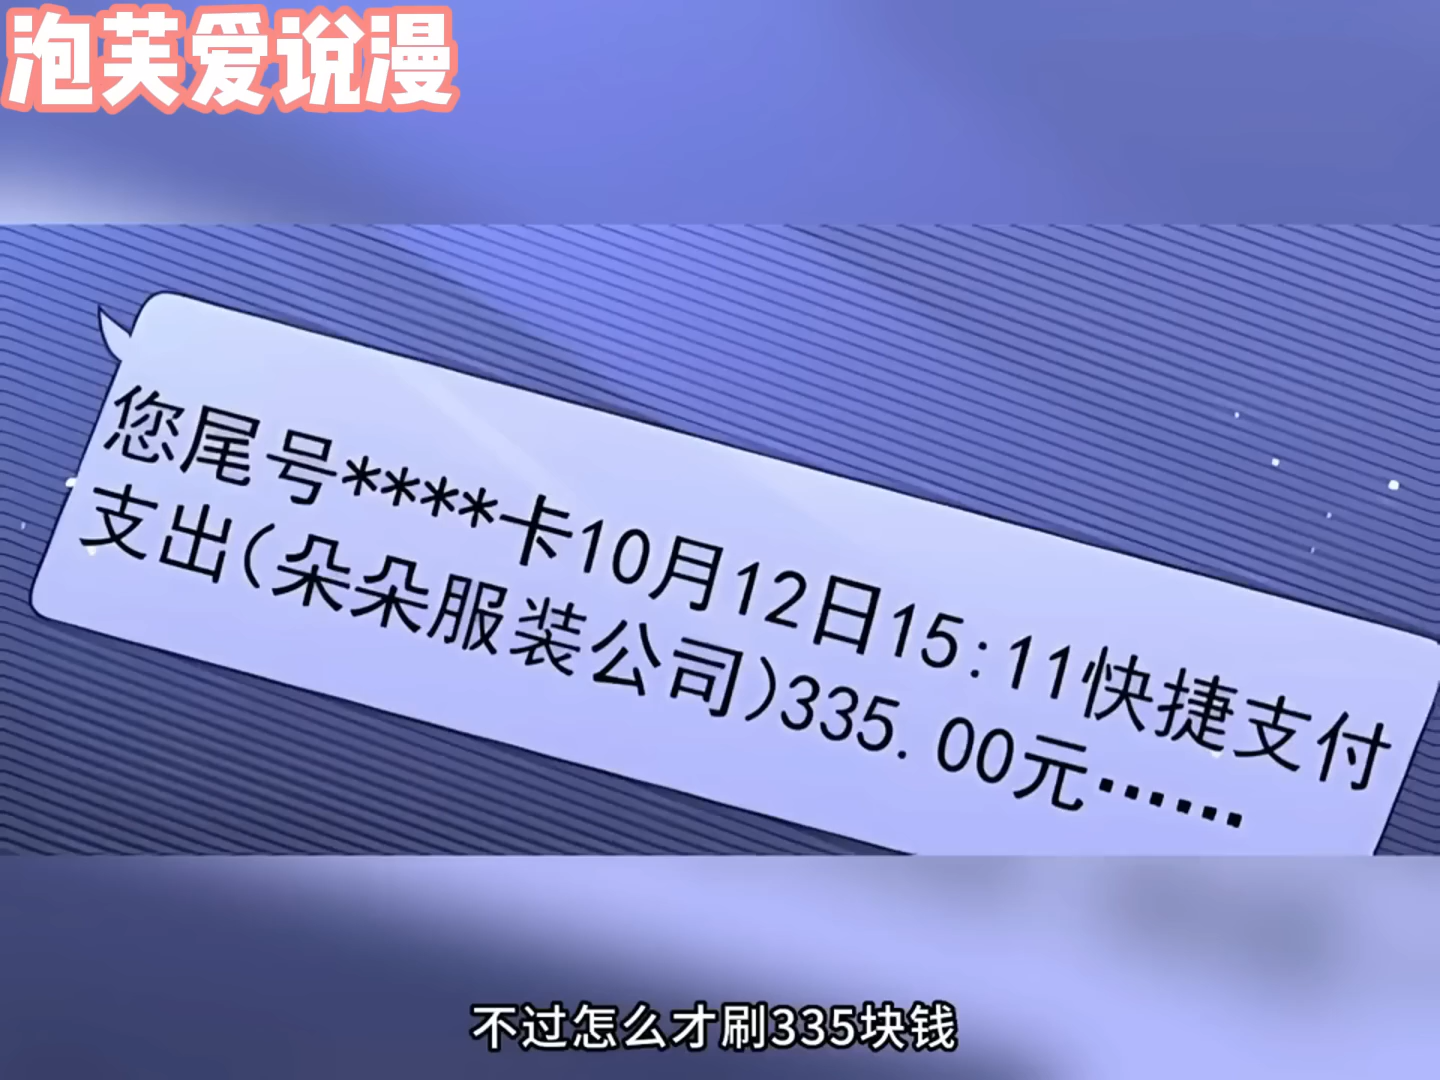 泡芙爱说漫
您尾号****卡10月12日15:11快捷支付
支出(朵朵服装公司)335.00元……
不过怎么才刷335块钱